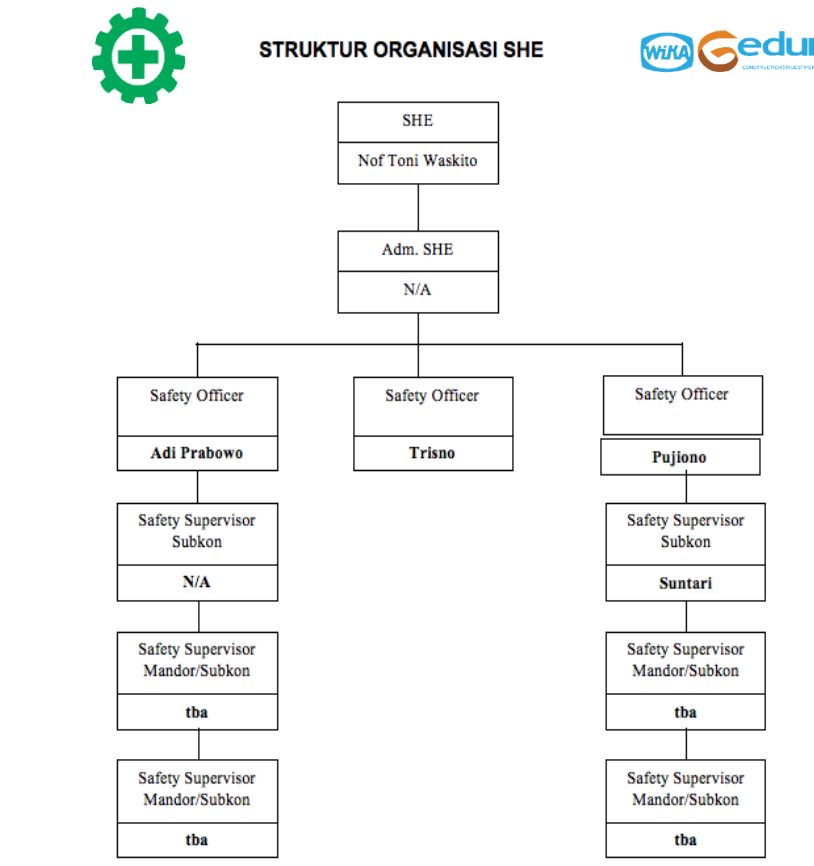 STRUKTUR ORGANISASI SHE
WIKA
Gedun
SHE
Nof Toni Waskito
Adm. SHE
N/A
Safety Officer
Adi Prabowo
Safety Officer
Trisno
Safety Officer
Pujiono
Safety Supervisor
Subkon
N/A
Safety Supervisor
Subkon
Suntari
Safety Supervisor
Mandor/Subkon
tba
Safety Supervisor
Mandor/Subkon
tba
Safety Supervisor
Mandor/Subkon
tba
Safety Supervisor
Mandor/Subkon
tba